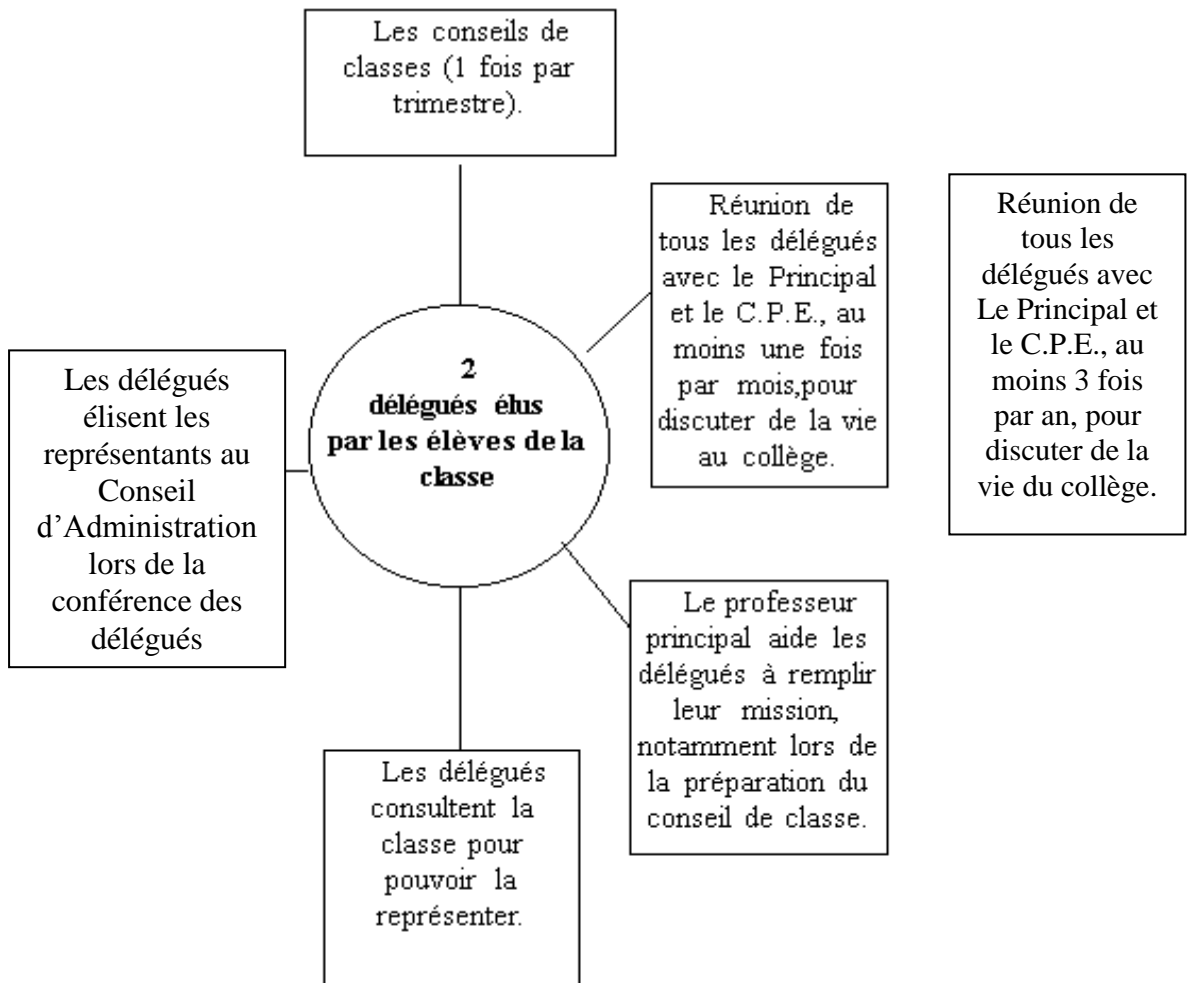 Les conseils de
classes (1 fois par
trimestre).
Réunion de
tous les délégués
avec le Principal
et le C.P.E., au
moins une fois
par mois,pour
discuter de la vie
au collège.
Réunion de
tous les
délégués avec
Le Principal et
le C.P.E., au
moins 3 fois
par an, pour
discuter de la
vie du collège.
2
délégués élus
par les élèves de la
classe
Les délégués
élisent les
représentants au
Conseil
d’Administration
lors de la
conférence des
délégués
Le professeur
principal aide les
délégués à remplir
leur mission,
notamment lors de
la préparation du
conseil de classe.
Les délégués
consultent la
classe pour
pouvoir la
représenter.